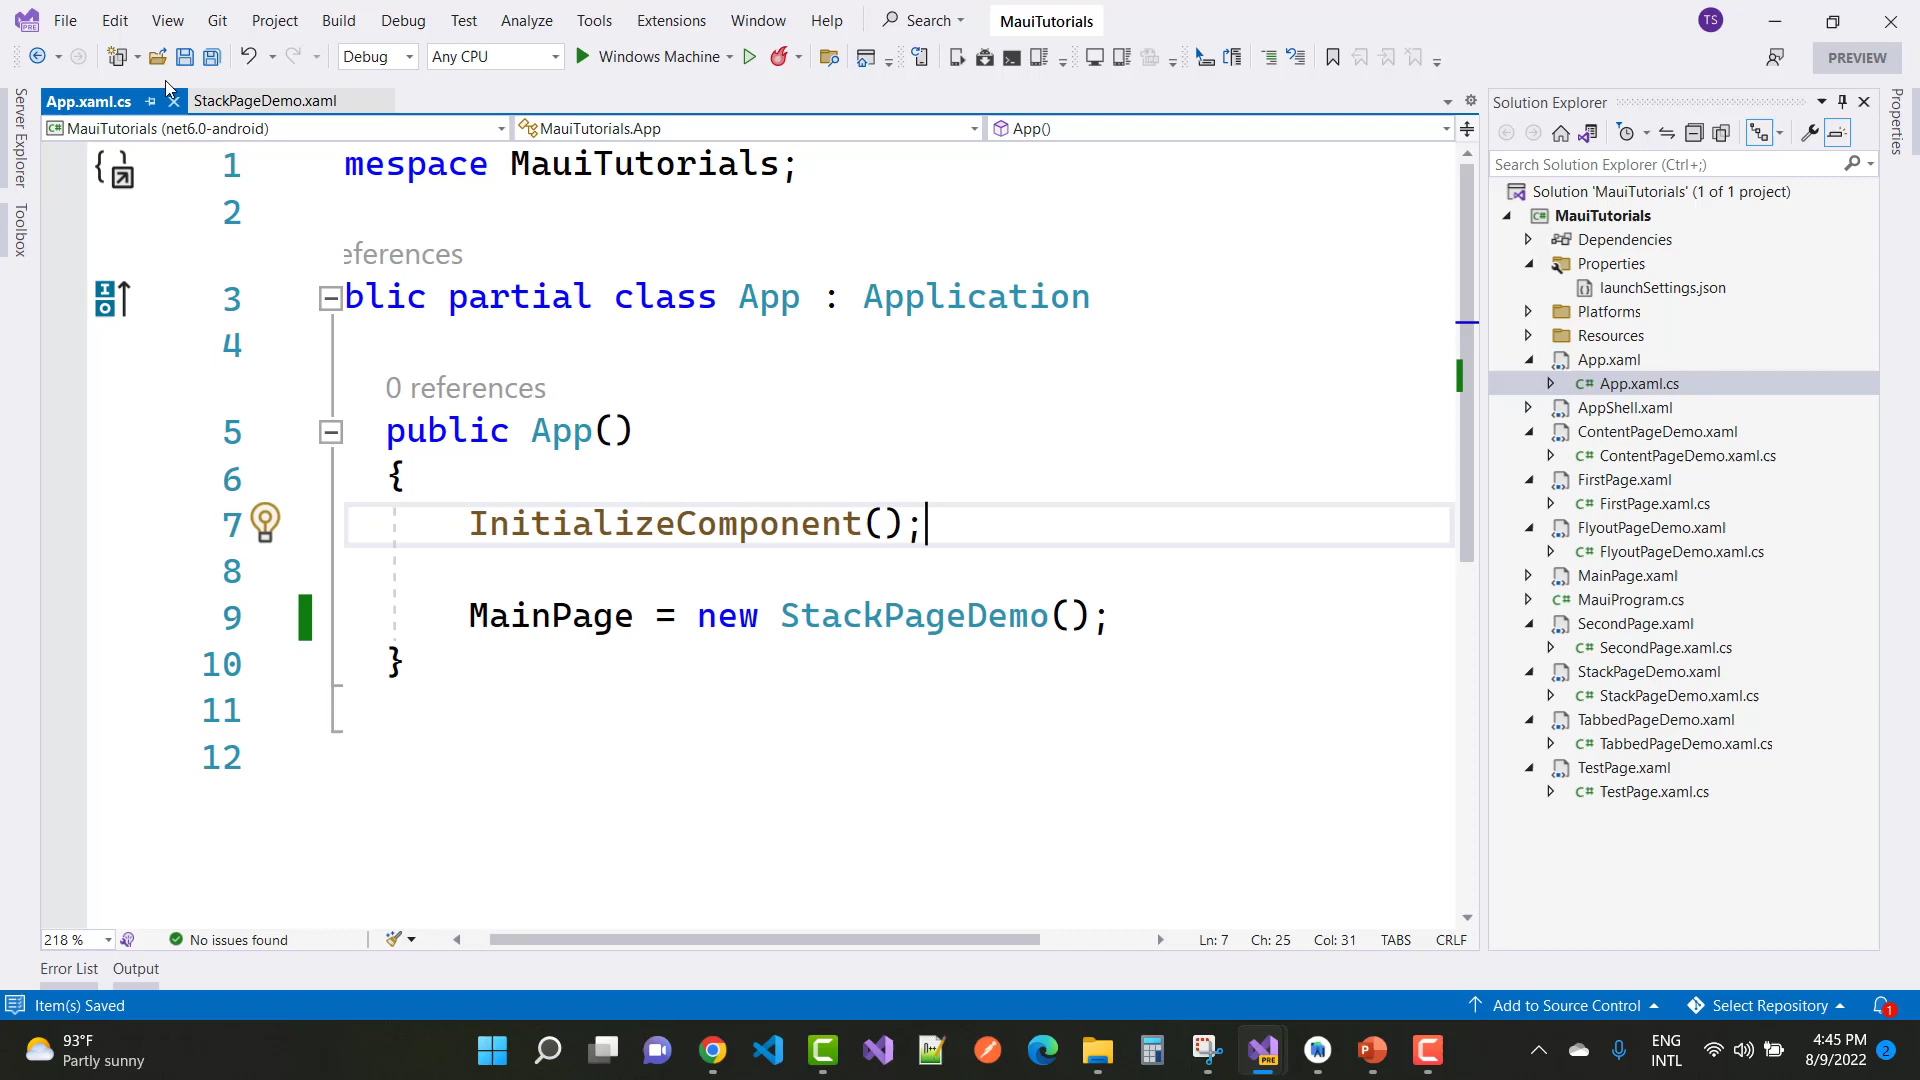 File Edit View Git Project Build Debug Test Analyze Tools Extensions Window Help Search MauiTutorials TS
Debug Any CPU Windows Machine PREVIEW
App.xaml.cs StackPageDemo.xaml
MauiTutorials (net6.0-android) MauiTutorials.App App()
Server Explorer
Toolbox
1 mespace MauiTutorials;
2
eferences
3 blic partial class App : Application
4
0 references
5 public App()
6 {
7 InitializeComponent();
8
9 MainPage = new StackPageDemo();
10 }
11
12
218 % No issues found Ln: 7 Ch: 25 Col: 31 TABS CRLF
Error List Output
Solution Explorer
Search Solution Explorer (Ctrl+;)
Solution 'MauiTutorials' (1 of 1 project)
MauiTutorials
Dependencies
Properties
launchSettings.json
Platforms
Resources
App.xaml
C# App.xaml.cs
AppShell.xaml
ContentPageDemo.xaml
C# ContentPageDemo.xaml.cs
FirstPage.xaml
C# FirstPage.xaml.cs
FlyoutPageDemo.xaml
C# FlyoutPageDemo.xaml.cs
MainPage.xaml
C# MauiProgram.cs
SecondPage.xaml
C# SecondPage.xaml.cs
StackPageDemo.xaml
C# StackPageDemo.xaml.cs
TabbedPageDemo.xaml
C# TabbedPageDemo.xaml.cs
TestPage.xaml
C# TestPage.xaml.cs
Properties
Item(s) Saved Add to Source Control Select Repository 1
93°F
Partly sunny
ENG
INTL
4:45 PM
8/9/2022
2